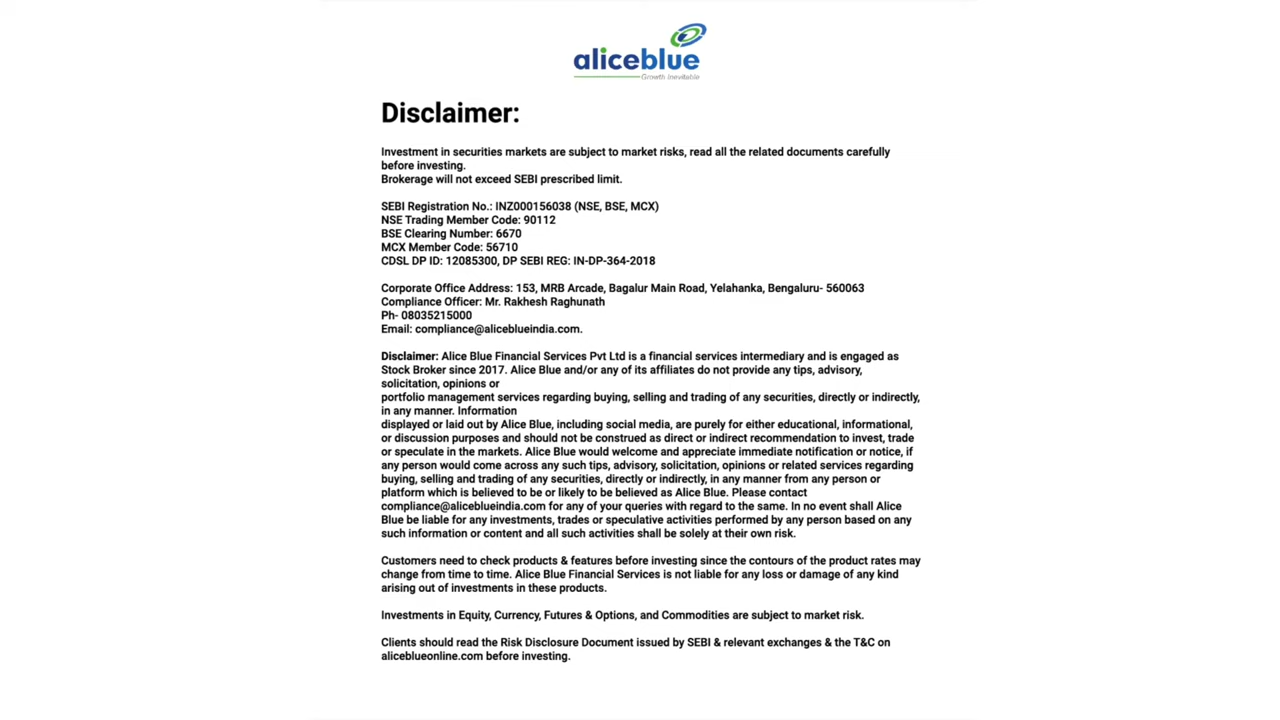 aliceblue
Growth Inevitable
Disclaimer:
Investment in securities markets are subject to market risks, read all the related documents carefully
before investing.
Brokerage will not exceed SEBI prescribed limit.
SEBI Registration No.: INZ000156038 (NSE, BSE, MCX)
NSE Trading Member Code: 90112
BSE Clearing Number: 6670
MCX Member Code: 56710
CDSL DP ID: 12085300, DP SEBI REG: IN-DP-364-2018
Corporate Office Address: 153, MRB Arcade, Bagalur Main Road, Yelahanka, Bengaluru- 560063
Compliance Officer: Mr. Rakhesh Raghunath
Ph- 08035215000
Email: compliance@aliceblueindia.com.
Disclaimer: Alice Blue Financial Services Pvt Ltd is a financial services intermediary and is engaged as
Stock Broker since 2017. Alice Blue and/or any of its affiliates do not provide any tips, advisory,
solicitation, opinions or
portfolio management services regarding buying, selling and trading of any securities, directly or indirectly,
in any manner. Information
displayed or laid out by Alice Blue, including social media, are purely for either educational, informational,
or discussion purposes and should not be construed as direct or indirect recommendation to invest, trade
or speculate in the markets. Alice Blue would welcome and appreciate immediate notification or notice, if
any person would come across any such tips, advisory, solicitation, opinions or related services regarding
buying, selling and trading of any securities, directly or indirectly, in any manner from any person or
platform which is believed to be or likely to be believed as Alice Blue. Please contact
compliance@aliceblueindia.com for any of your queries with regard to the same. In no event shall Alice
Blue be liable for any investments, trades or speculative activities performed by any person based on any
such information or content and all such activities shall be solely at their own risk.
Customers need to check products & features before investing since the contours of the product rates may
change from time to time. Alice Blue Financial Services is not liable for any loss or damage of any kind
arising out of investments in these products.
Investments in Equity, Currency, Futures & Options, and Commodities are subject to market risk.
Clients should read the Risk Disclosure Document issued by SEBI & relevant exchanges & the T&C on
aliceblueonline.com before investing.